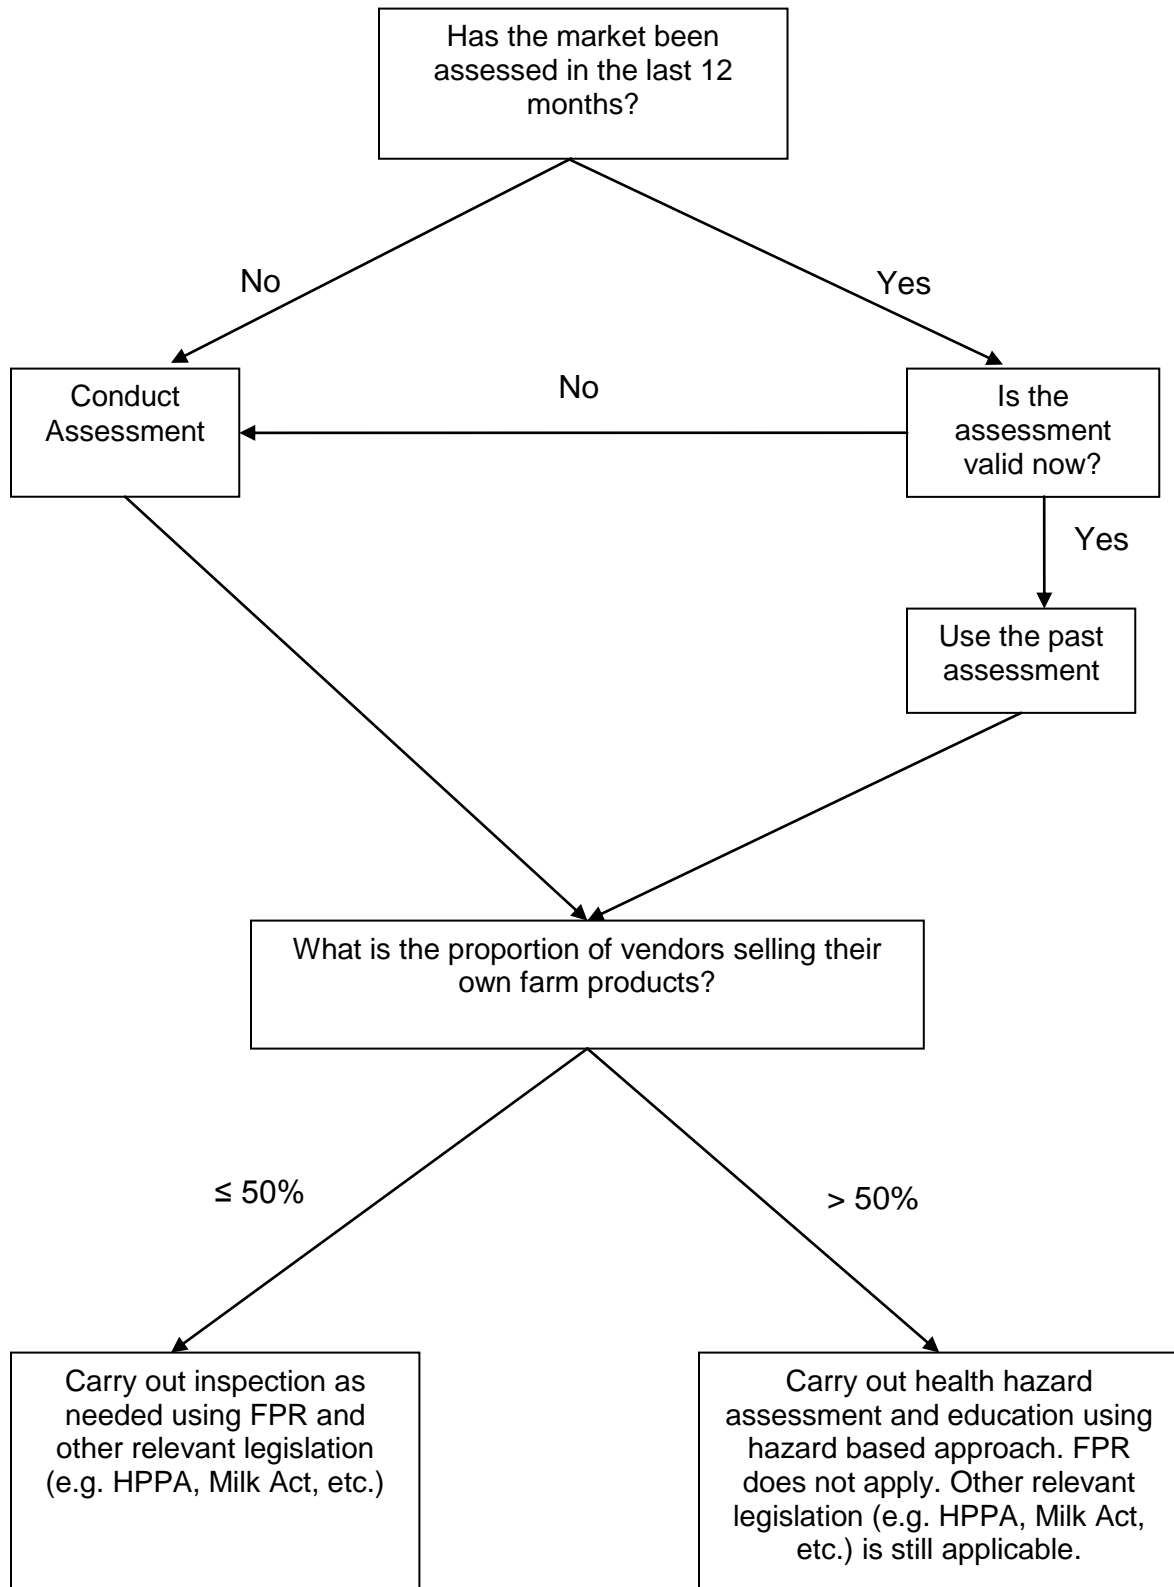 Has the market been
assessed in the last 12
months?
No
Yes
Conduct
Assessment
No
Is the
assessment
valid now?
Yes
Use the past
assessment
What is the proportion of vendors selling their
own farm products?
≤ 50%
> 50%
Carry out inspection as
needed using FPR and
other relevant legislation
(e.g. HPPA, Milk Act, etc.)
Carry out health hazard
assessment and education using
hazard based approach. FPR
does not apply. Other relevant
legislation (e.g. HPPA, Milk Act,
etc.) is still applicable.